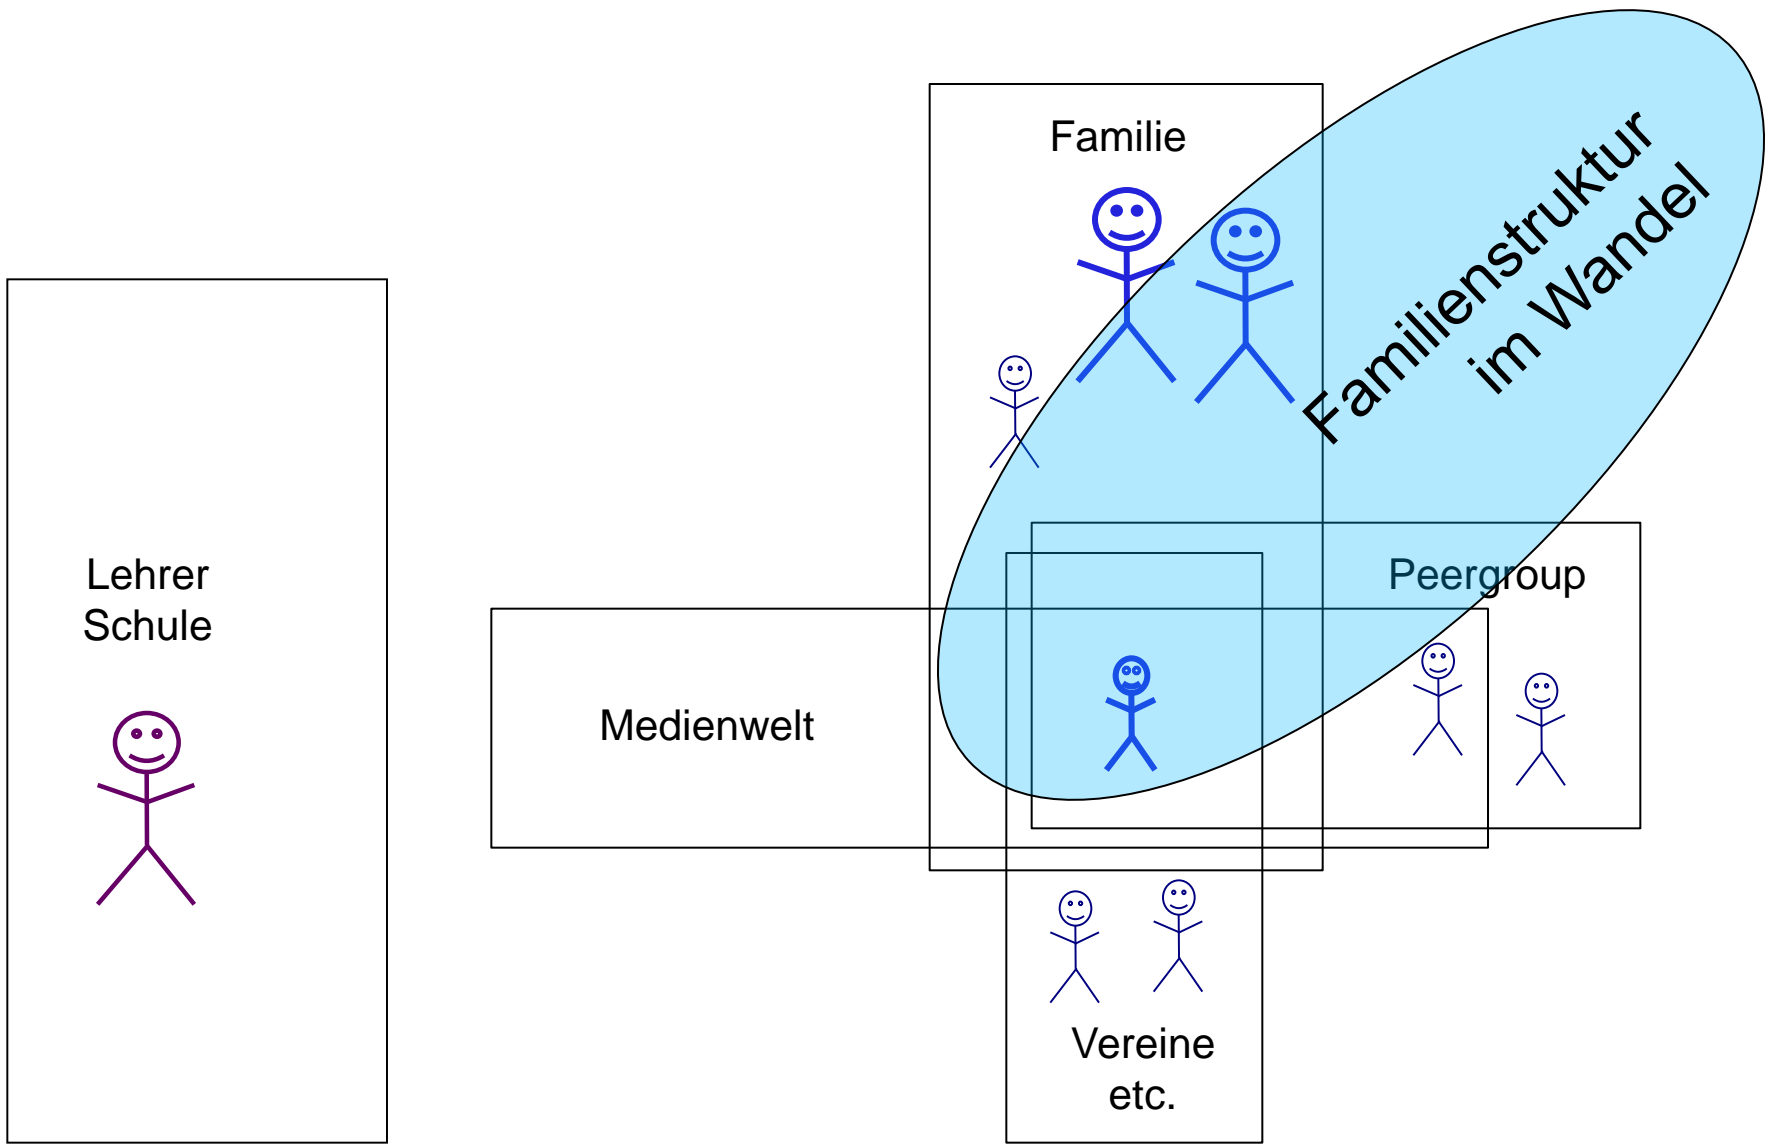 Familie
Familienstruktur
im Wandel
Lehrer
Schule
Peergroup
Medienwelt
Vereine
etc.